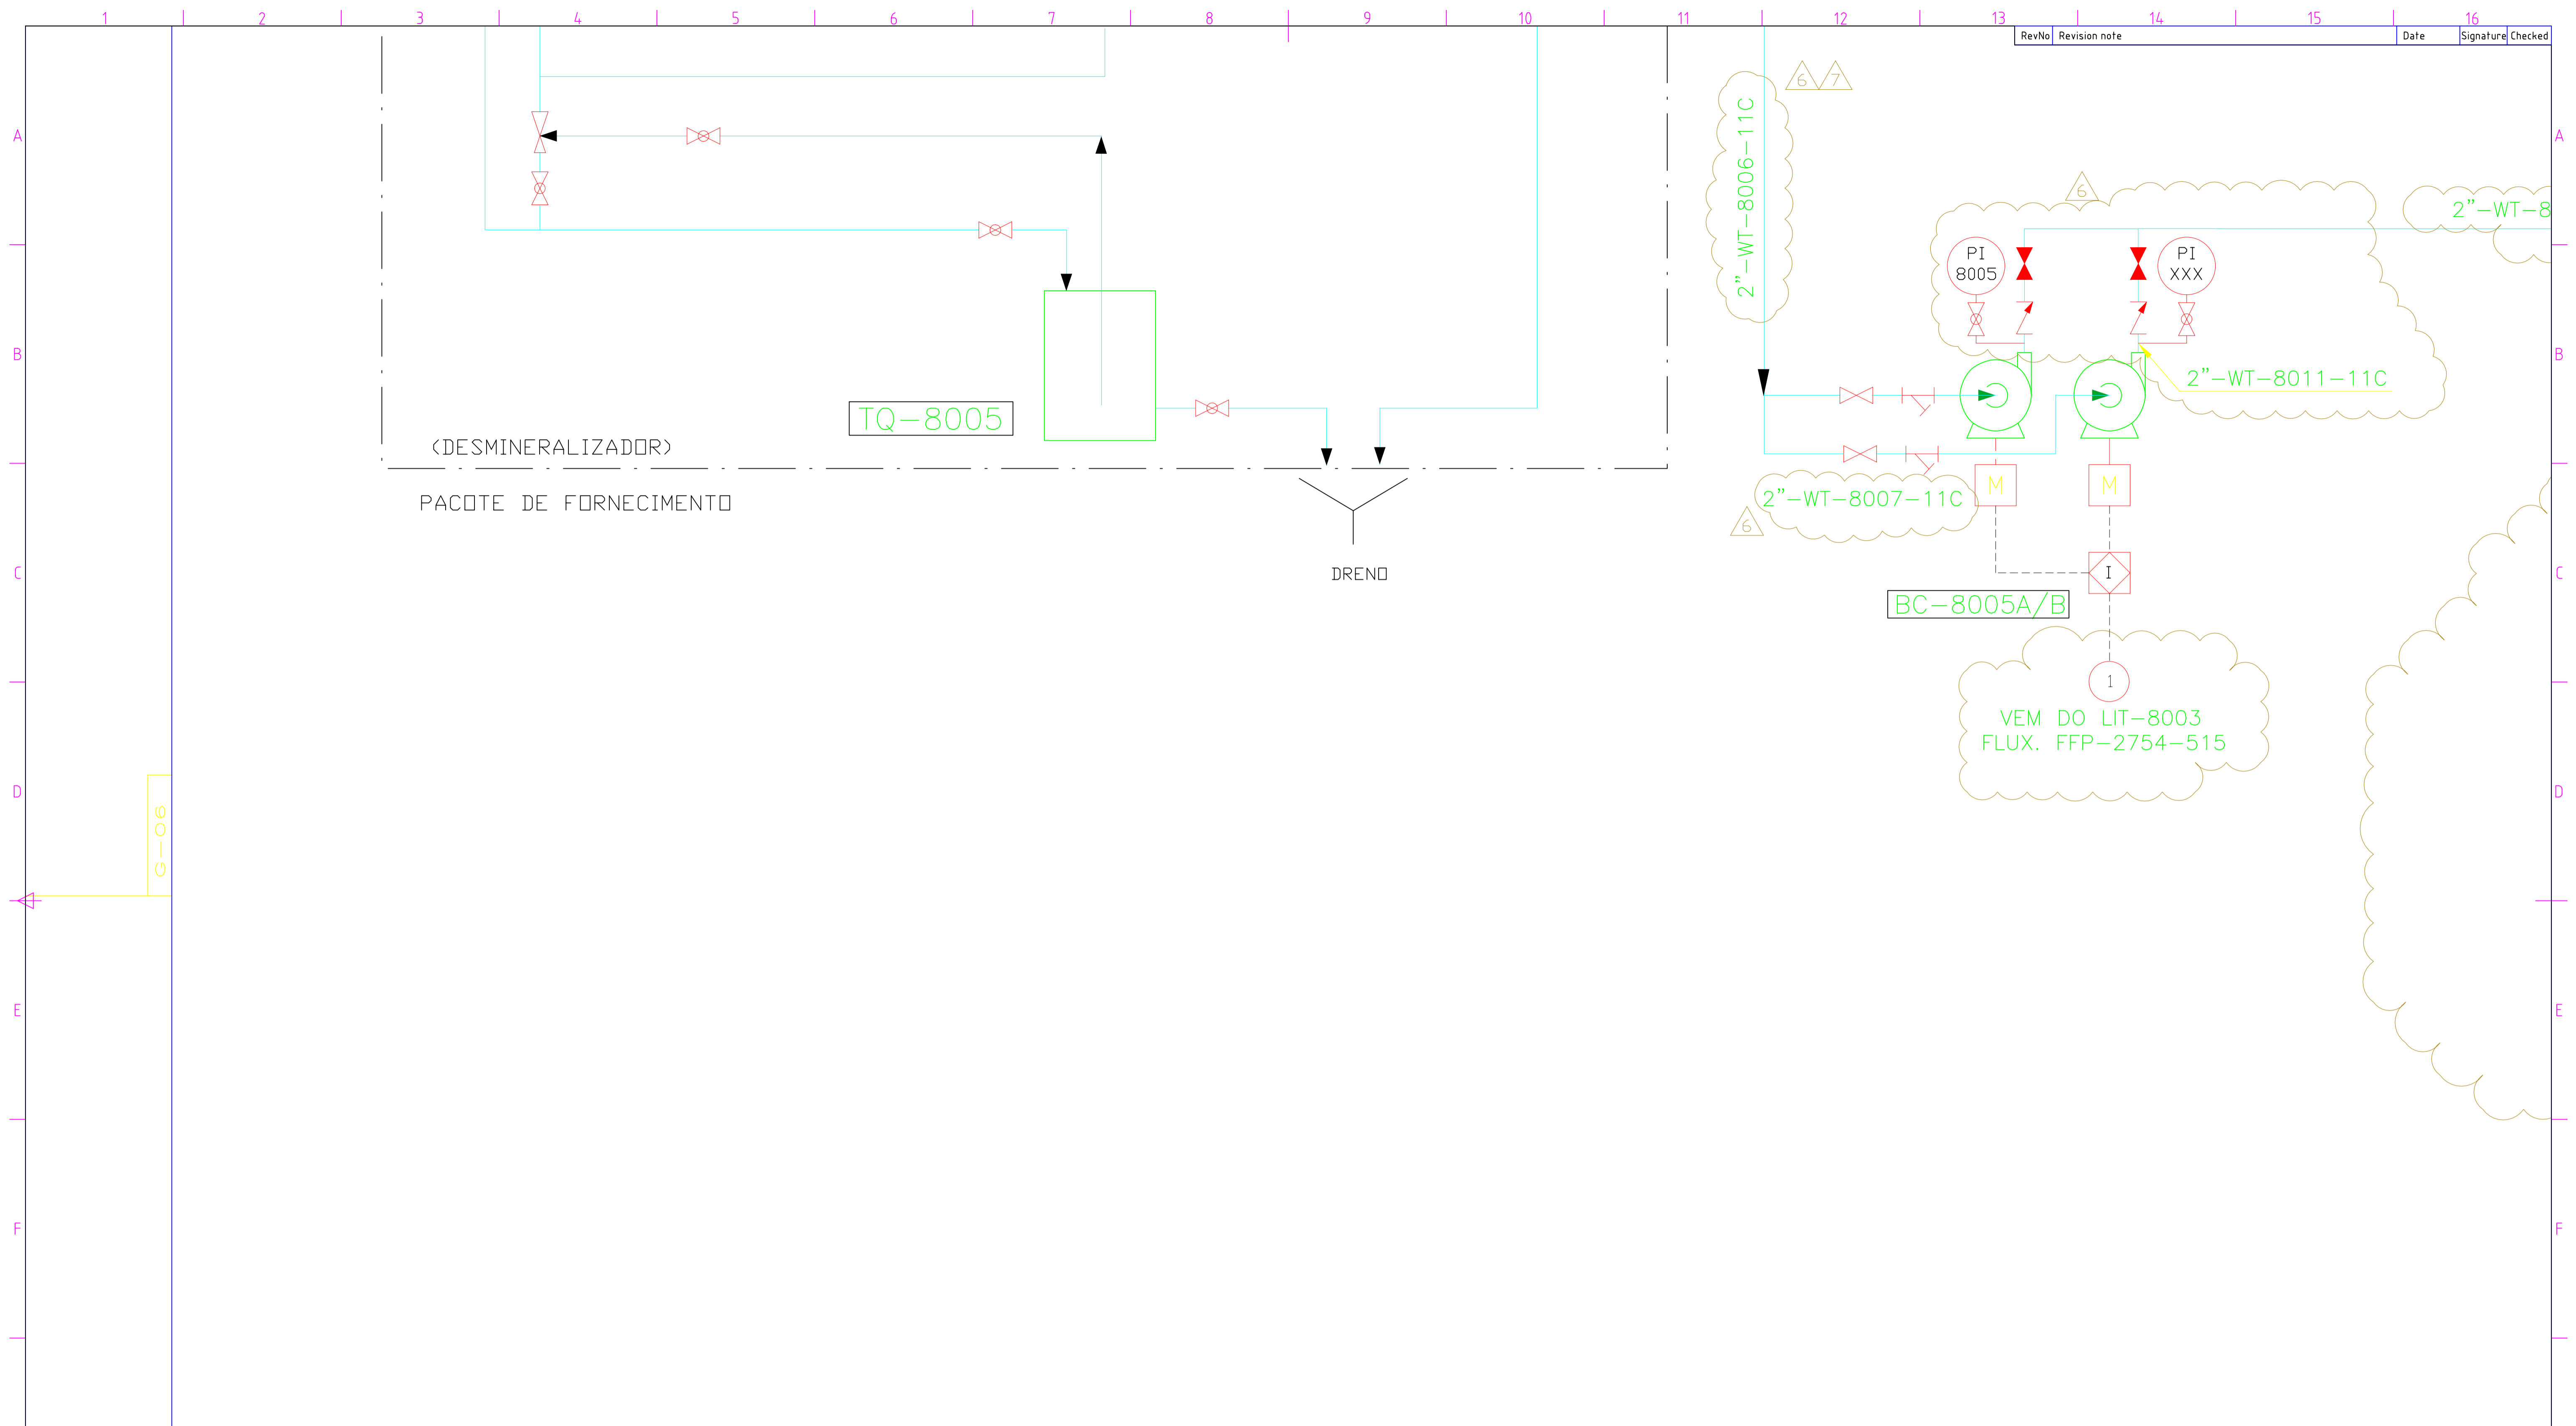 1 2 3 4 5 6 7 8 9 10 11 12 13 14 15 16
RevNo Revision note Date Signature Checked
A
A
6 7
2"-WT-8006-11C
6
2"-WT-8
PI
8005
PI
XXX
B
B
2"-WT-8011-11C
TQ-8005
(DESMINERALIZADOR)
PACOTE DE FORNECIMENTO
2"-WT-8007-11C
6
M
M
DRENO
C
C
I
BC-8005A/B
1
VEM DO LIT-8003
FLUX. FFP-2754-515
D
D
G-06
E
E
F
F